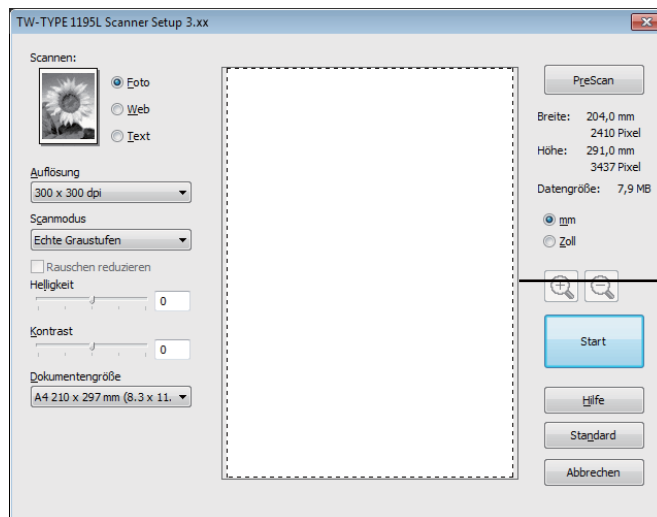 TW-TYPE 1195L Scanner Setup 3.xx
Scannen:
Foto
Web
Text
Auflösung
300 x 300 dpi
Scanmodus
Echte Graustufen
Rauschen reduzieren
Helligkeit
0
Kontrast
0
Dokumentengröße
A4 210 x 297 mm (8.3 x 11.
PreScan
Breite: 204,0 mm
2410 Pixel
Höhe: 291,0 mm
3437 Pixel
Datengröße: 7,9 MB
mm
Zoll
Start
Hilfe
Standard
Abbrechen